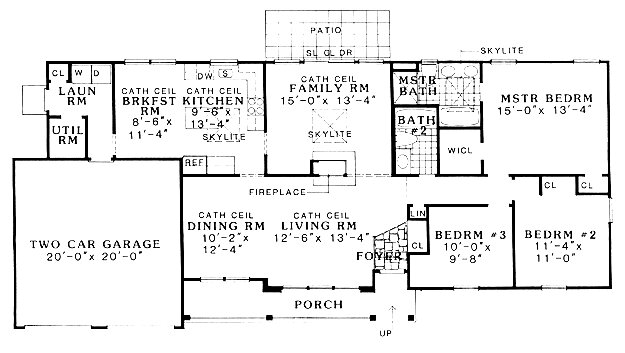 PATIO
SL GL DR
SKYLITE
CL
W
D
LAUN
RM
UTIL
RM
CATH CEIL
BRKFST
RM
8'-6"x
11'-4"
DW
S
CATH CEIL
KITCHEN
9'-6"x
13'-4"
SKYLITE
REF
CATH CEIL
FAMILY RM
15'-0" x 13'-4"
SKYLITE
MSTR
BATH
BATH
#2
WICL
MSTR BEDRM
15'-0" x 13'-4"
CL
CL
FIREPLACE
TWO CAR GARAGE
20'-0"x 20'-0"
CATH CEIL
DINING RM
10'-2"x
12'-4"
CATH CEIL
LIVING RM
12'-6"x 13'-4"
LIN
CL
FOYER
BEDRM #3
10'-0"x
9'-8"
BEDRM #2
11'-4"x
11'-0"
PORCH
UP